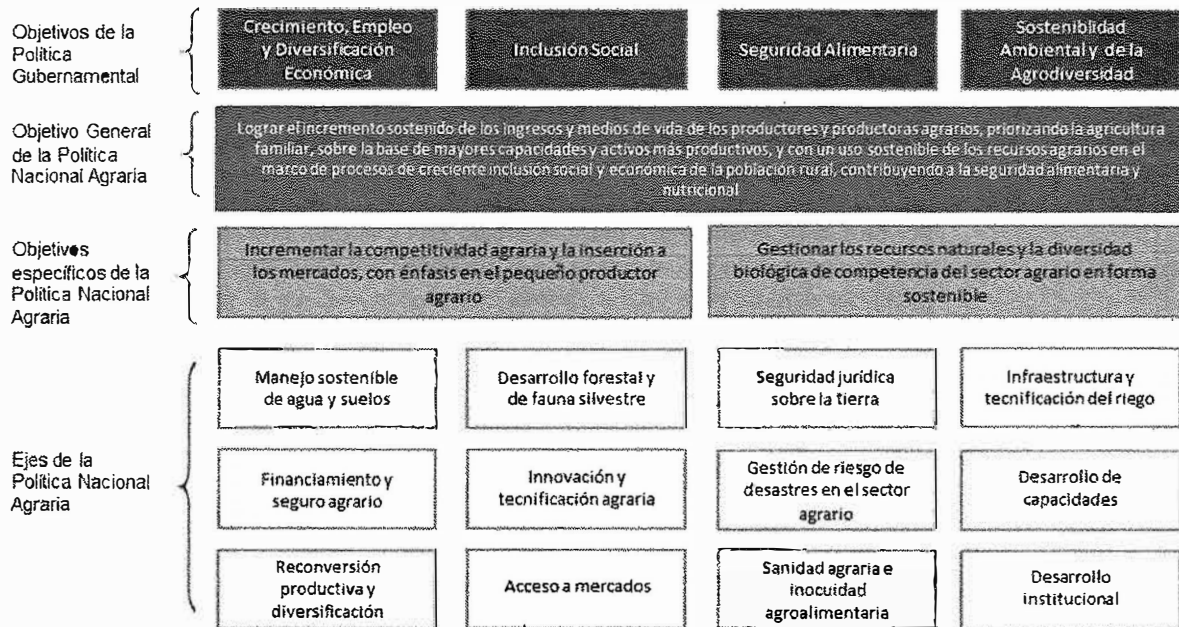 Objetivos de la
Política
Gubernamental
Crecimiento, Empleo
y Diversificación
Económica
Inclusión Social
Seguridad Alimentaria
Sosteniblidad
Ambiental y de la
Agrodiversidad
Objetivo General
de la Política
Nacional Agraria
Lograr el incremento sostenido de los ingresos y medios de vida de los productores y productoras agrarios, priorizando la agricultura
familiar, sobre la base de mayores capacidades y activos más productivos, y con un uso sostenible de los recursos agrarios en el
marco de procesos de creciente inclusión social y económica de la población rural, contribuyendo a la seguridad alimentaria y
nutricional
Objetivos
específicos de la
Política Nacional
Agraria
Incrementar la competitividad agraria y la inserción a
los mercados, con énfasis en el pequeño productor
agrario
Gestionar los recursos naturales y la diversidad
biológica de competencia del sector agrario en forma
sostenible
Ejes de la
Política Nacional
Agraria
Manejo sostenible
de agua y suelos
Desarrollo forestal y
de fauna silvestre
Seguridad jurídica
sobre la tierra
Infraestructura y
tecnificación del riego
Financiamiento y
seguro agrario
Innovación y
tecnificación agraria
Gestión de riesgo de
desastres en el sector
agrario
Desarrollo de
capacidades
Reconversión
productiva y
diversificación
Acceso a mercados
Sanidad agraria e
inocuidad
agroalimentaria
Desarrollo
institucional